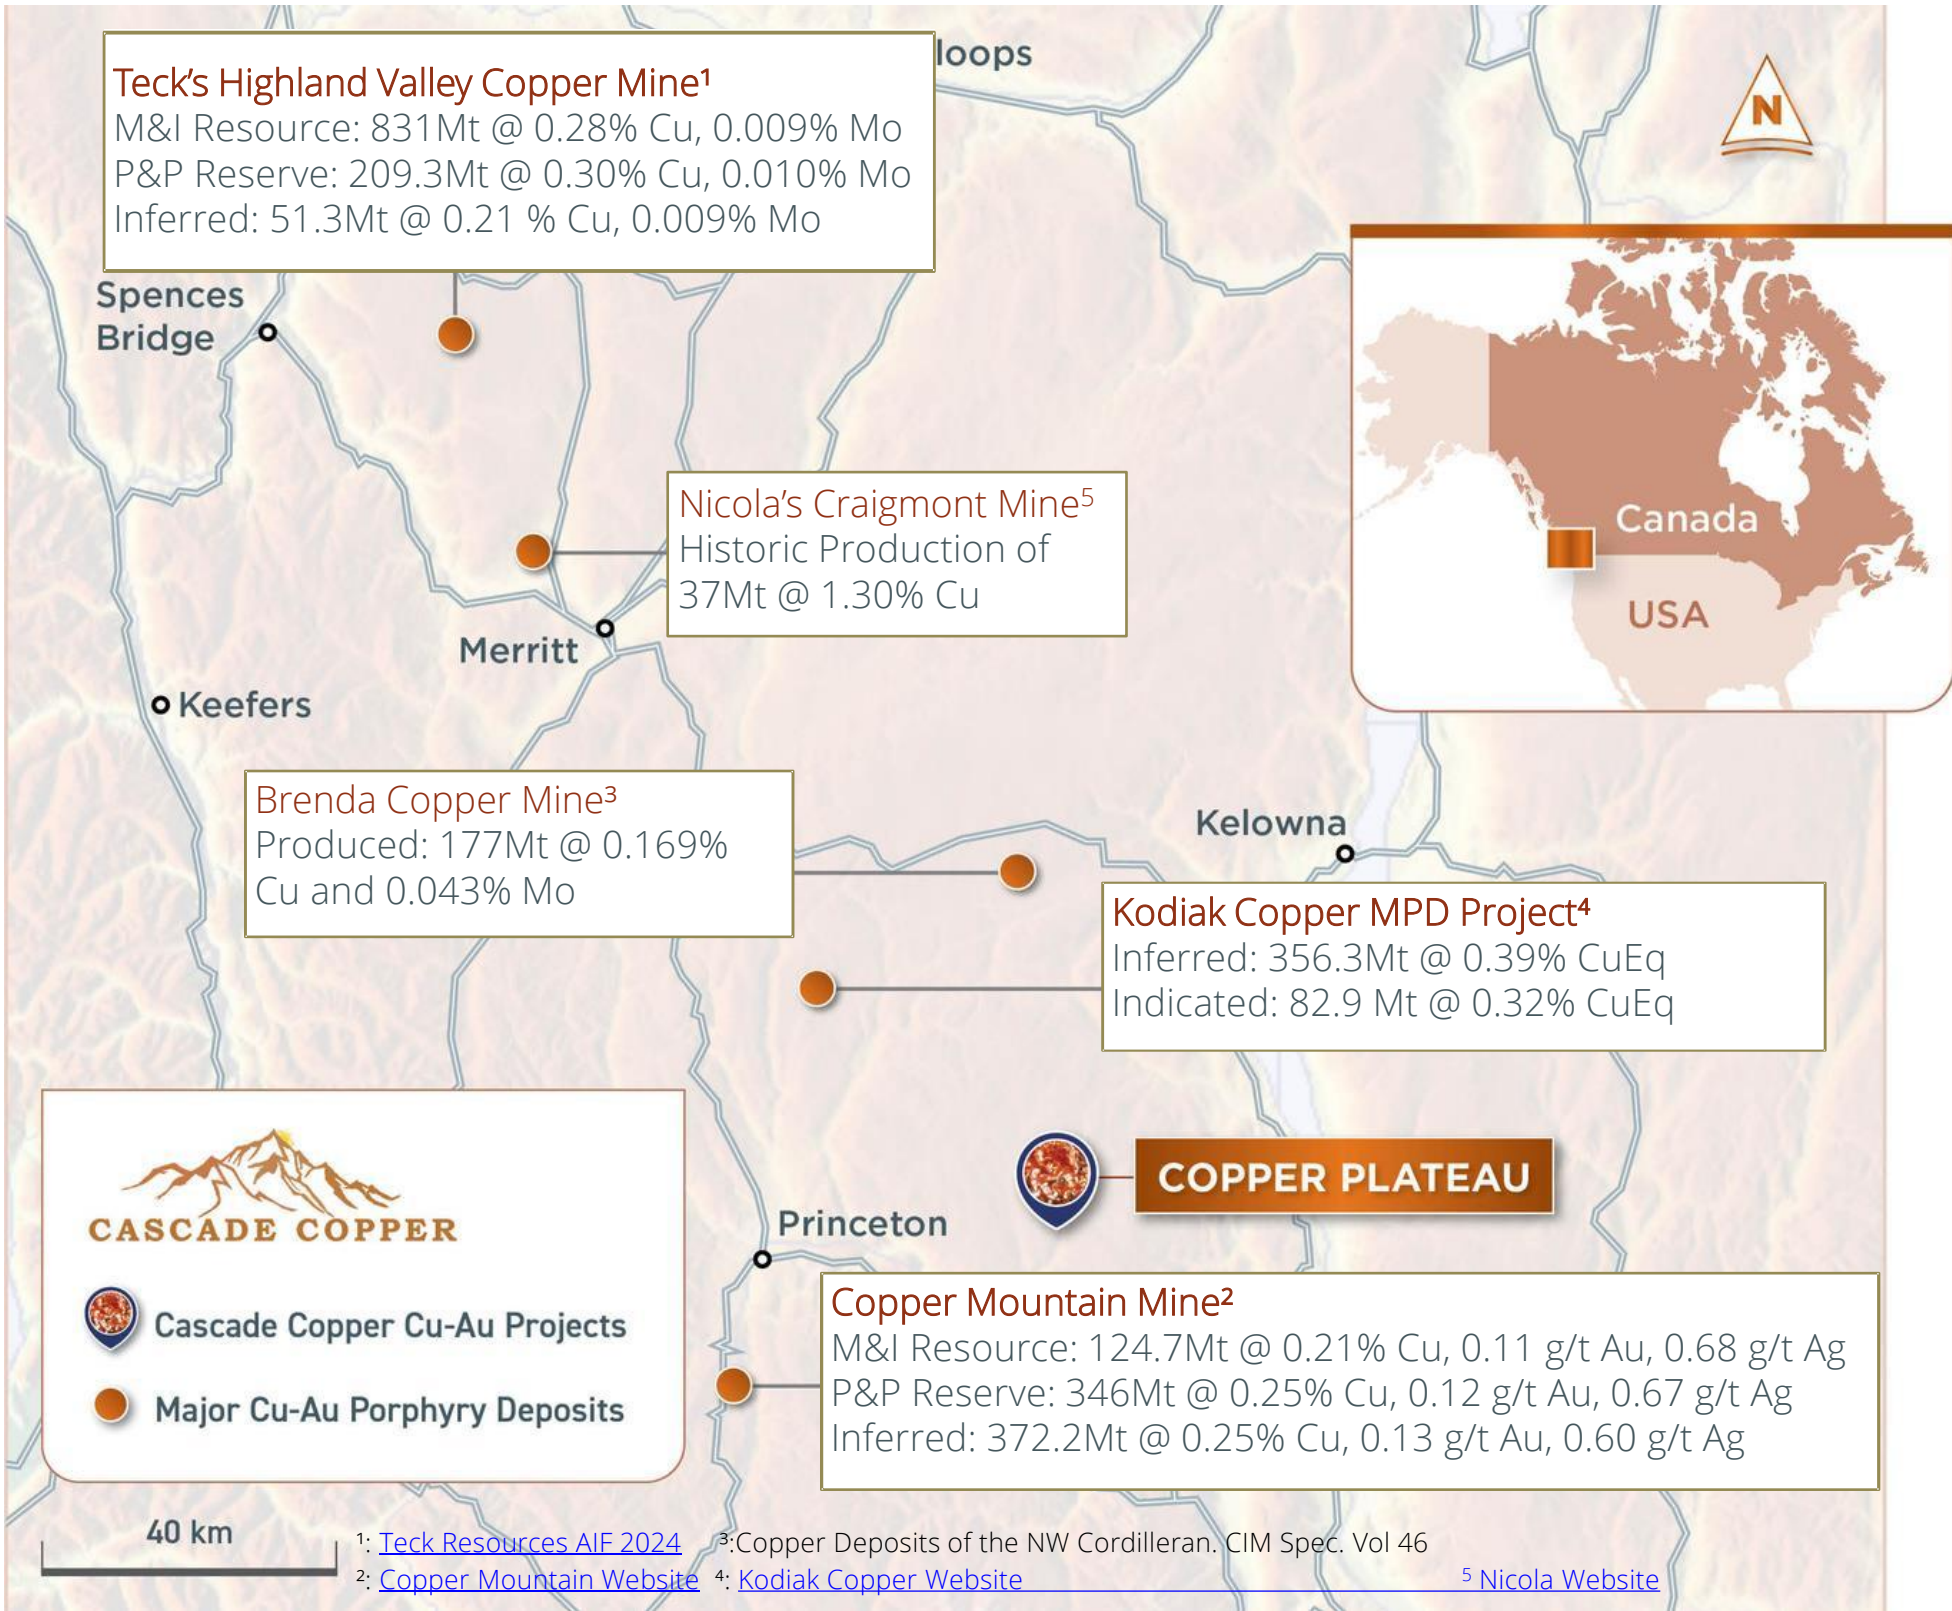 loops
Teck's Highland Valley Copper Mine¹
M&I Resource: 831Mt @ 0.28% Cu, 0.009% Mo
P&P Reserve: 209.3Mt @ 0.30% Cu, 0.010% Mo
Inferred: 51.3Mt @ 0.21 % Cu, 0.009% Mo
N
Spences
Bridge
Canada
USA
Nicola's Craigmont Mine⁵
Historic Production of
37Mt @ 1.30% Cu
Merritt
Keefers
Brenda Copper Mine³
Produced: 177Mt @ 0.169%
Cu and 0.043% Mo
Kelowna
Kodiak Copper MPD Project⁴
Inferred: 356.3Mt @ 0.39% CuEq
Indicated: 82.9 Mt @ 0.32% CuEq
COPPER PLATEAU
Princeton
Copper Mountain Mine²
M&I Resource: 124.7Mt @ 0.21% Cu, 0.11 g/t Au, 0.68 g/t Ag
P&P Reserve: 346Mt @ 0.25% Cu, 0.12 g/t Au, 0.67 g/t Ag
Inferred: 372.2Mt @ 0.25% Cu, 0.13 g/t Au, 0.60 g/t Ag
CASCADE COPPER
Cascade Copper Cu-Au Projects
Major Cu-Au Porphyry Deposits
40 km
¹: Teck Resources AIF 2024 ³:Copper Deposits of the NW Cordilleran. CIM Spec. Vol 46
²: Copper Mountain Website ⁴: Kodiak Copper Website ⁵ Nicola Website